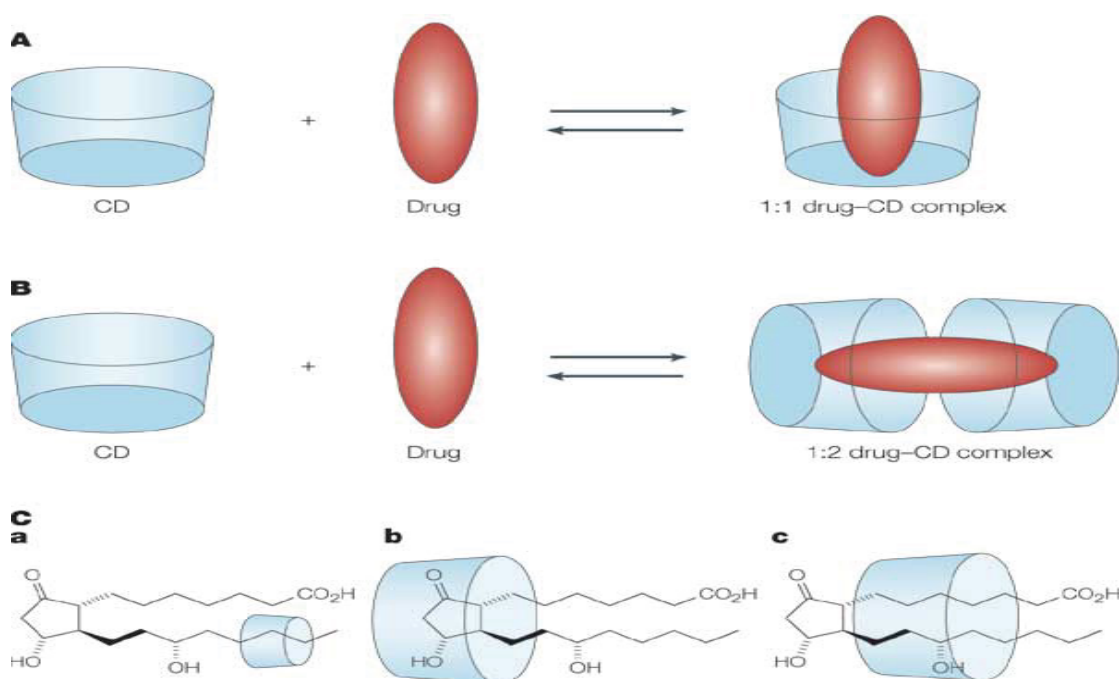 A
+
CD
Drug
1:1 drug–CD complex
B
+
CD
Drug
1:2 drug–CD complex
C
a
b
c
O
CO₂H
HO
OH
O
CO₂H
HO
OH
O
CO₂H
HO
OH